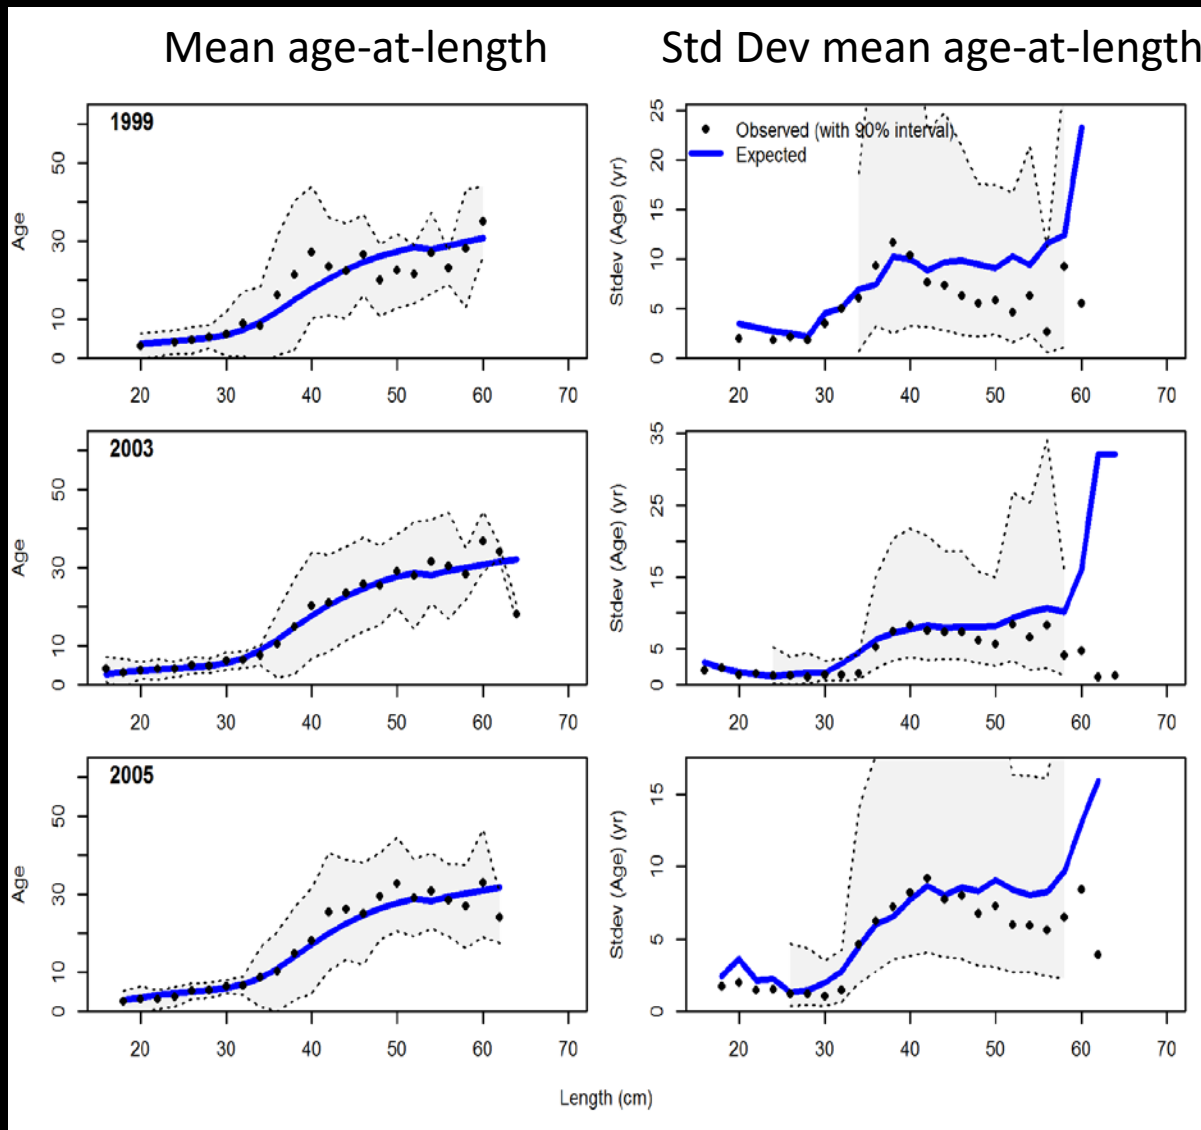 Mean age-at-length
Std Dev mean age-at-length
1999
Age
0 10 30 50
20 30 40 50 60 70
Observed (with 90% interval)
Expected
Stdev (Age) (yr)
0 5 10 15 20 25
20 30 40 50 60 70
2003
Age
0 10 30 50
20 30 40 50 60 70
Stdev (Age) (yr)
0 5 15 25 35
20 30 40 50 60 70
2005
Age
0 10 30 50
20 30 40 50 60 70
Stdev (Age) (yr)
0 5 10 15
20 30 40 50 60 70
Length (cm)